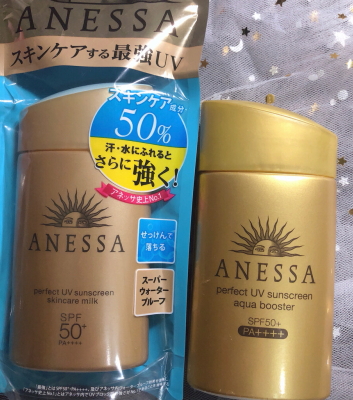 ANESSA
スキンケアする最強UV
スキンケア成分
50%
汗・水にふれると
さらに強く!
アネッサ史上No.1
ANESSA
perfect UV sunscreen
skincare milk
SPF
50+
PA++++
せっけんで
落ちる
スーパー
ウォーター
プルーフ
ANESSA
perfect UV sunscreen
aqua booster
SPF50+
PA++++